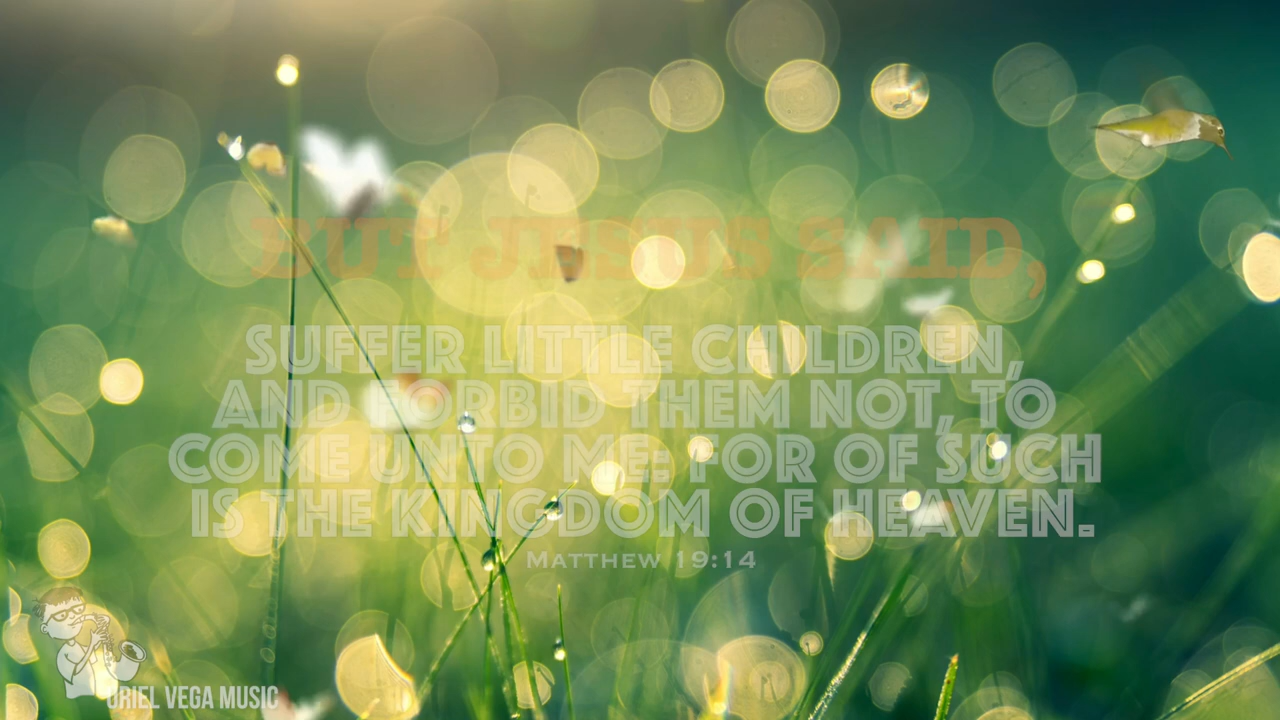 BUT JESUS SAID,
SUFFER LITTLE CHILDREN,
AND FORBID THEM NOT, TO
COME UNTO ME: FOR OF SUCH
IS THE KINGDOM OF HEAVEN.
MATTHEW 19:14
URIEL VEGA MUSIC